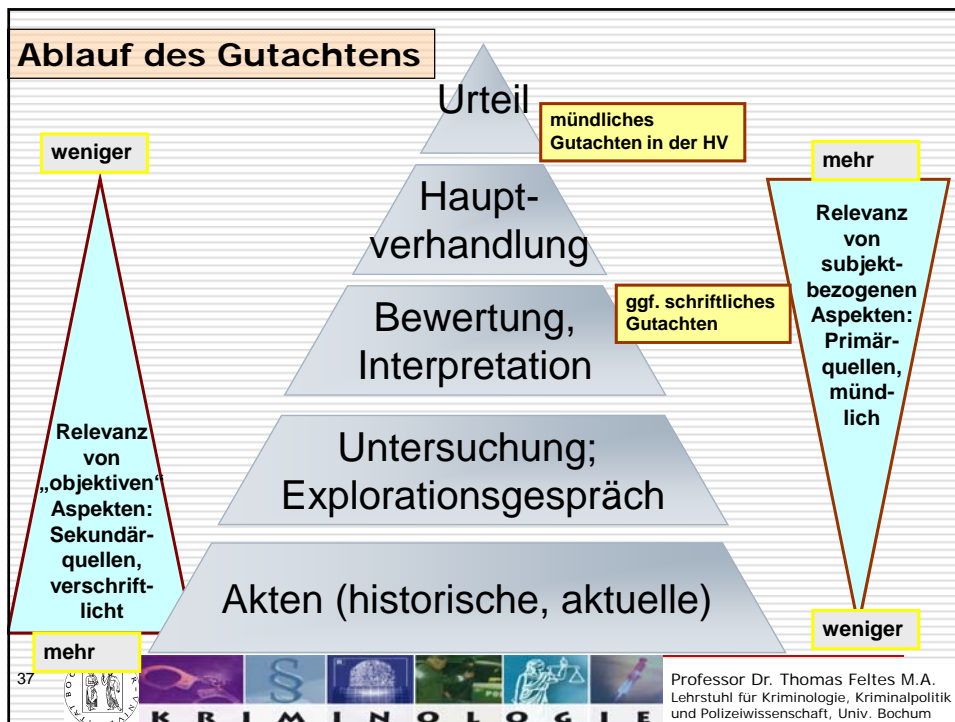 Ablauf des Gutachtens
Urteil
mündliches
Gutachten in der HV
weniger
mehr
Haupt-
verhandlung
Relevanz
von
subjekt-
bezogenen
Aspekten:
Primär-
quellen,
münd-
lich
ggf. schriftliches
Gutachten
Bewertung,
Interpretation
Relevanz
von
„objektiven“
Aspekten:
Sekundär-
quellen,
verschrift-
licht
Untersuchung;
Explorationsgespräch
Akten (historische, aktuelle)
weniger
mehr
37
KRIMINOLOGIE
Professor Dr. Thomas Feltes M.A.
Lehrstuhl für Kriminologie, Kriminalpolitik
und Polizeiwissenschaft, Univ. Bochum